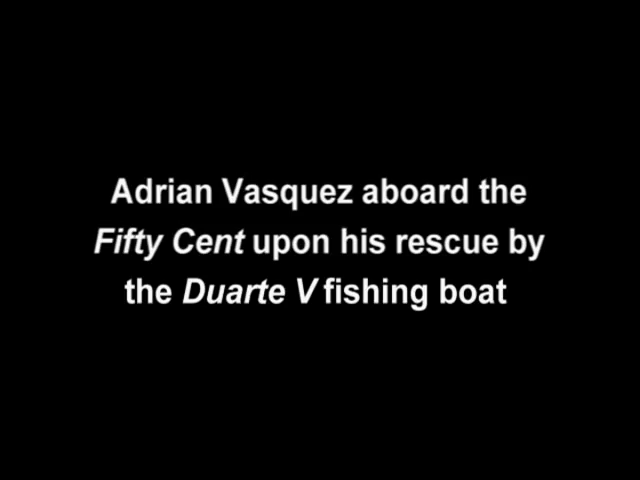 Adrian Vasquez aboard the
Fifty Cent upon his rescue by
the Duarte V fishing boat